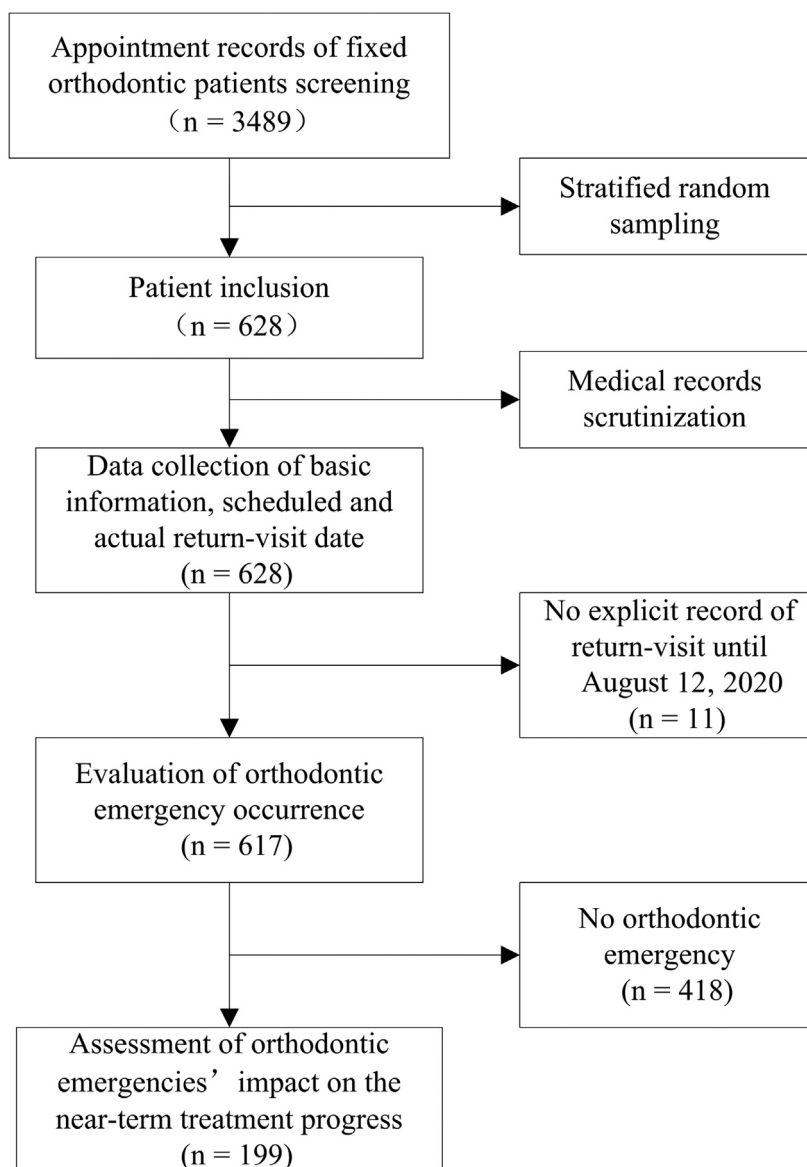 Appointment records of fixed
orthodontic patients screening
（n = 3489）
Stratified random
sampling
Patient inclusion
（n = 628）
Medical records
scrutinization
Data collection of basic
information, scheduled and
actual return-visit date
(n = 628)
No explicit record of
return-visit until
August 12, 2020
(n = 11)
Evaluation of orthodontic
emergency occurrence
(n = 617)
No orthodontic
emergency
(n = 418)
Assessment of orthodontic
emergencies’ impact on the
near-term treatment progress
(n = 199)